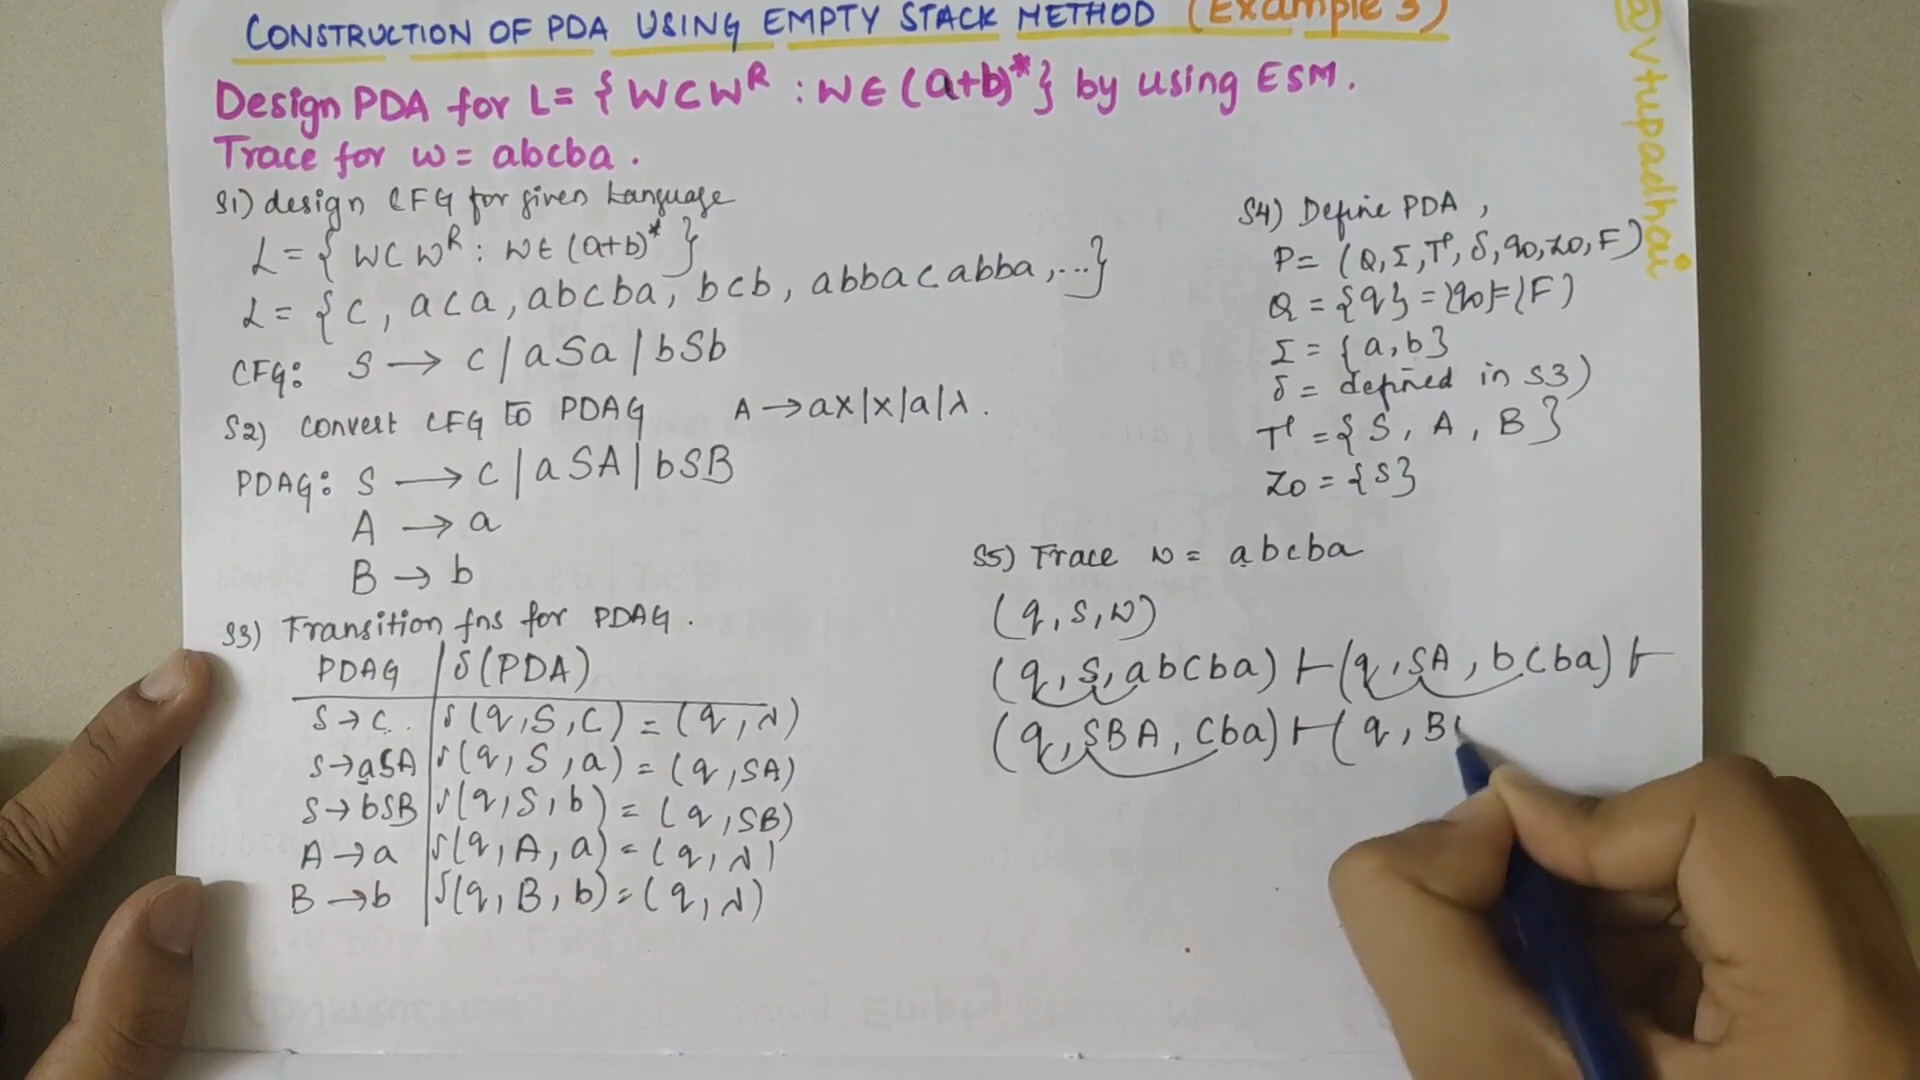 CONSTRUCTION OF PDA USING EMPTY STACK METHOD (Example 3)
Design PDA for L= {WCW^R : WE (a+b)^*} by using ESM.
Trace for w= abcba.
S1) design CFG for given Language
L = { WCW^R : WE (a+b)^* }
L = { C, aca, abcba, bcb, abbacabba, ...}
CFG: S → c | aSa | bSb
S2) convert CFG to PDAG A → ax|x|a|λ.
PDAG: S → c | aSA | bSB
A → a
B → b
S3) Transition fns for PDAG.
PDAG | δ(PDA)
S→c. δ(q,S,C) = (q,λ)
S→aSA δ(q,S,a) = (q,SA)
S→bSB δ(q,S,b) = (q,SB)
A→a δ(q,A,a) = (q,λ)
B→b δ(q,B,b) = (q,λ)
S4) Define PDA,
P= (Q,Σ,Γ,δ,q0,z0,F)
Q = {q} = {q0} = {F}
Σ = {a,b}
δ = defined in S3)
Γ = {S, A, B}
Z0 = {S}
S5) Trace w = abcba
(q,S,w)
(q,S,abcba) ⊢ (q,SA,bcba) ⊢
(q,SBA,cba) ⊢ (q, B
@vtupadhai